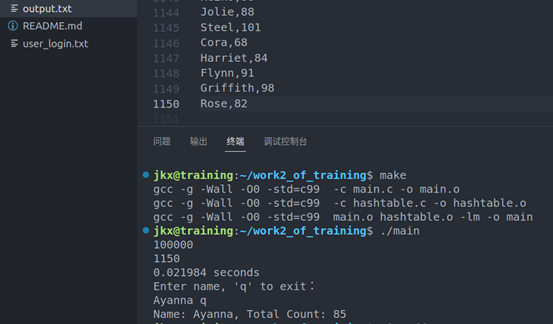 output.txt
README.md
user_login.txt
1144 Jolie,88
1145 Steel,101
1146 Cora,68
1147 Harriet,84
1148 Flynn,91
1149 Griffith,98
1150 Rose,82
1151
问题 输出 终端 调试控制台
jkx@training:~/work2_of_training$ make
gcc -g -Wall -O0 -std=c99 -c main.c -o main.o
gcc -g -Wall -O0 -std=c99 -c hashtable.c -o hashtable.o
gcc -g -Wall -O0 -std=c99 main.o hashtable.o -lm -o main
jkx@training:~/work2_of_training$ ./main
100000
1150
0.021984 seconds
Enter name, 'q' to exit：
Ayanna q
Name: Ayanna, Total Count: 85